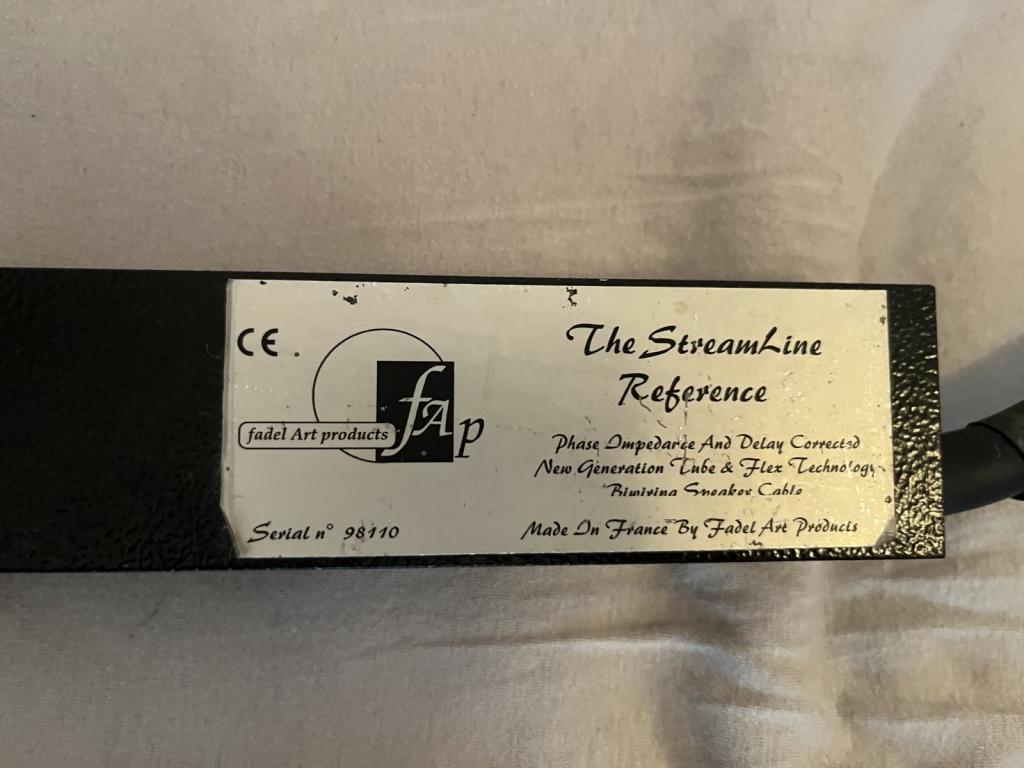 CE
fadel Art products
fAp
Serial n° 98110
The StreamLine
Reference
Phase Impedance And Delay Corrected
New Generation Tube & Flex Technology
Biwiring Speaker Cable
Made In France By Fadel Art Products